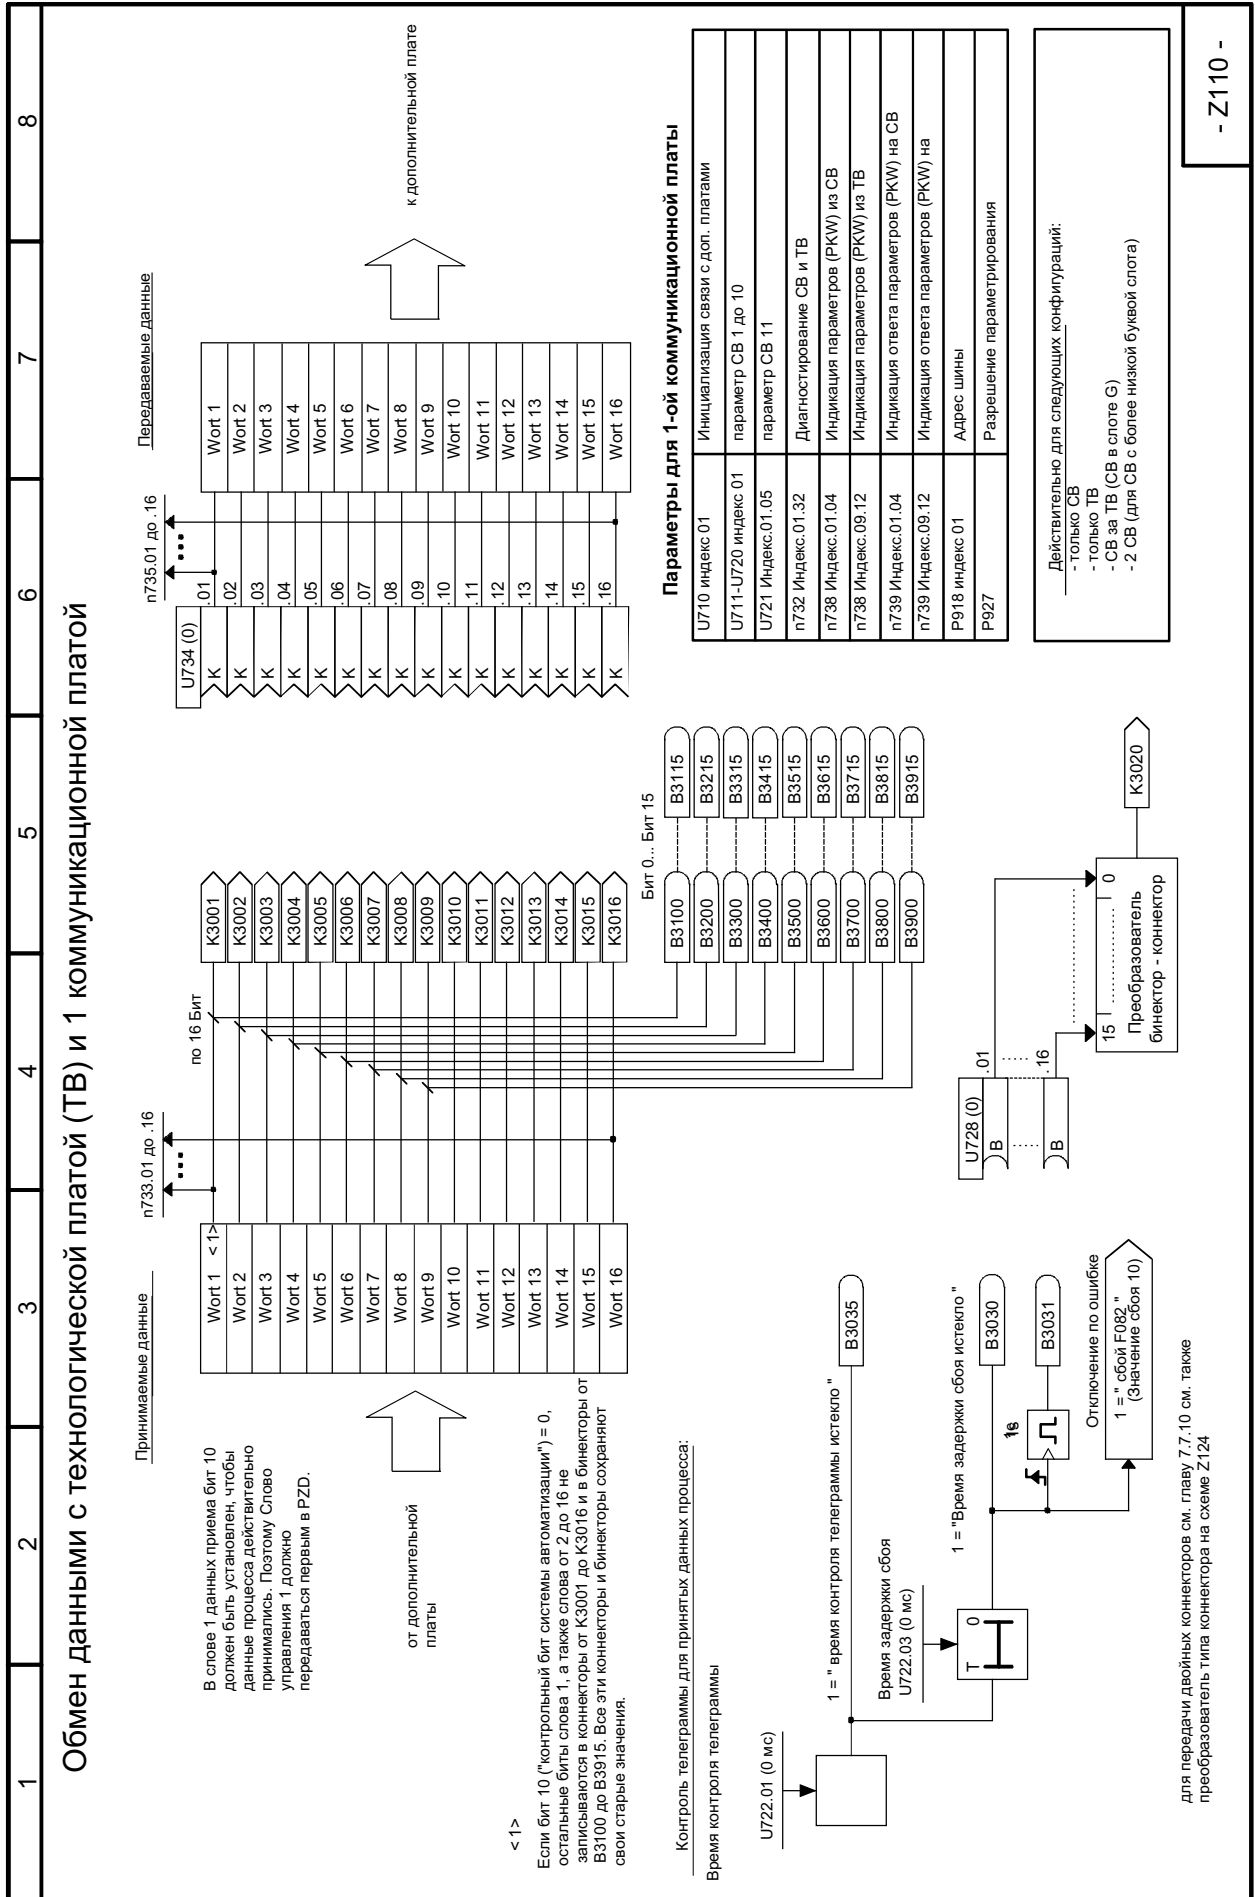 1 2 3 4 5 6 7 8
Обмен данными с технологической платой (ТВ) и 1 коммуникационной платой
В слове 1 данных приема бит 10
должен быть установлен, чтобы
данные процесса действительно
принимались. Поэтому Слово
управления 1 должно
передаваться первым в PZD.
от дополнительной
платы
<1>
Если бит 10 ("контрольный бит системы автоматизации") = 0,
остальные биты слова 1, а также слова от 2 до 16 не
записываются в коннекторы от K3001 до K3016 и в бинекторы от
B3100 до B3915. Все эти коннекторы и бинекторы сохраняют
свои старые значения.
Принимаемые данные
n733.01 до .16
Wort 1 <1>
Wort 2
Wort 3
Wort 4
Wort 5
Wort 6
Wort 7
Wort 8
Wort 9
Wort 10
Wort 11
Wort 12
Wort 13
Wort 14
Wort 15
Wort 16
по 16 Бит
K3001
K3002
K3003
K3004
K3005
K3006
K3007
K3008
K3009
K3010
K3011
K3012
K3013
K3014
K3015
K3016
Бит 0... Бит 15
B3100 B3115
B3200 B3215
B3300 B3315
B3400 B3415
B3500 B3515
B3600 B3615
B3700 B3715
B3800 B3815
B3900 B3915
Передаваемые данные
n735.01 до .16
U734 (0)
K .01 Wort 1
K .02 Wort 2
K .03 Wort 3
K .04 Wort 4
K .05 Wort 5
K .06 Wort 6
K .07 Wort 7
K .08 Wort 8
K .09 Wort 9
K .10 Wort 10
K .11 Wort 11
K .12 Wort 12
K .13 Wort 13
K .14 Wort 14
K .15 Wort 15
K .16 Wort 16
к дополнительной плате
Контроль телеграммы для принятых данных процесса:
Время контроля телеграммы
U722.01 (0 мс)
1 = " время контроля телеграммы истекло "
B3035
Время задержки сбоя
U722.03 (0 мс)
T 0
1 = "Время задержки сбоя истекло "
B3030
1s
B3031
Отключение по ошибке
1 = " сбой F082 "
(Значение сбоя 10)
для передачи двойных коннекторов см. главу 7.7.10 см. также
преобразователь типа коннектора на схеме Z124
U728 (0)
B .01
B .16
15 0
Преобразователь
бинектор - коннектор
K3020
Параметры для 1-ой коммуникационной платы
U710 индекс 01 Инициализация связи с доп. платами
U711-U720 индекс 01 параметр СВ 1 до 10
U721 Индекс.01.05 параметр СВ 11
n732 Индекс.01.32 Диагностирование СВ и ТВ
n738 Индекс.01.04 Индикация параметров (PKW) из СВ
n738 Индекс.09.12 Индикация параметров (PKW) из ТВ
n739 Индекс.01.04 Индикация ответа параметров (PKW) на СВ
n739 Индекс.09.12 Индикация ответа параметров (PKW) на
P918 индекс 01 Адрес шины
P927 Разрешение параметрирования
Действительно для следующих конфигураций:
- только СВ
- только ТВ
- СВ за ТВ (СВ в слоте G)
- 2 СВ (для СВ с более низкой буквой слота)
- Z110 -